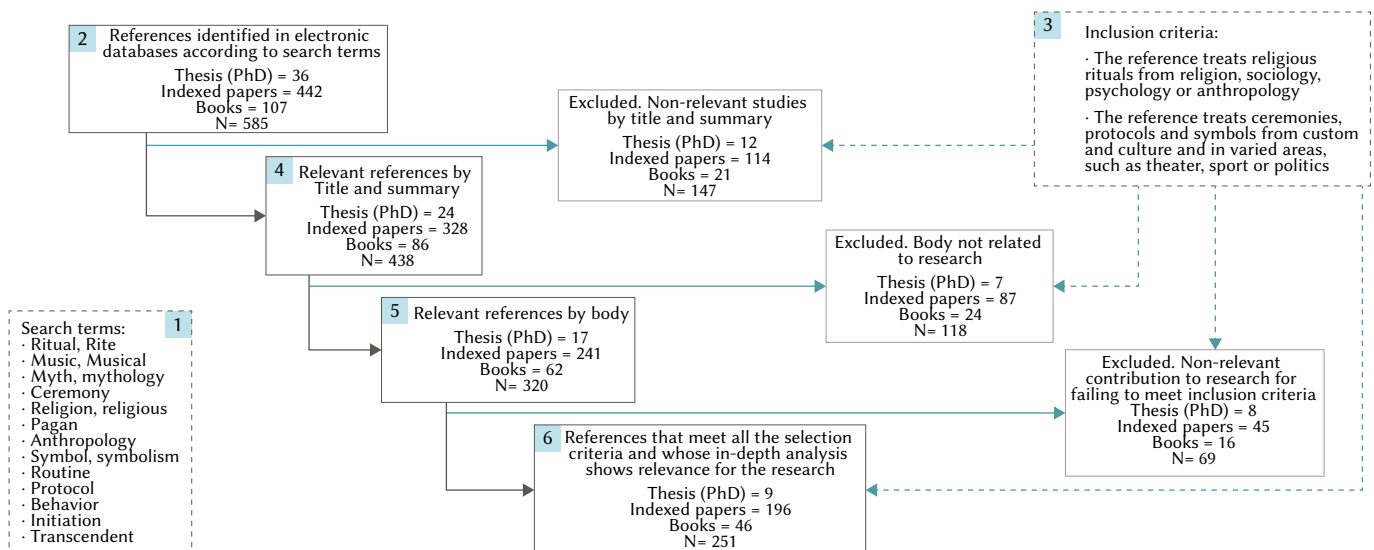 2
References identified in electronic
databases according to search terms
Thesis (PhD) = 36
Indexed papers = 442
Books = 107
N= 585
3
Inclusion criteria:
· The reference treats religious
rituals from religion, sociology,
psychology or anthropology
· The reference treats ceremonies,
protocols and symbols from custom
and culture and in varied areas,
such as theater, sport or politics
Excluded. Non-relevant studies
by title and summary
Thesis (PhD) = 12
Indexed papers = 114
Books = 21
N= 147
4
Relevant references by
Title and summary
Thesis (PhD) = 24
Indexed papers = 328
Books = 86
N= 438
Excluded. Body not related
to research
Thesis (PhD) = 7
Indexed papers = 87
Books = 24
N= 118
5
Relevant references by body
Thesis (PhD) = 17
Indexed papers = 241
Books = 62
N= 320
1
Search terms:
· Ritual, Rite
· Music, Musical
· Myth, mythology
· Ceremony
· Religion, religious
· Pagan
· Anthropology
· Symbol, symbolism
· Routine
· Protocol
· Behavior
· Initiation
· Transcendent
Excluded. Non-relevant
contribution to research for
failing to meet inclusion criteria
Thesis (PhD) = 8
Indexed papers = 45
Books = 16
N= 69
6
References that meet all the selection
criteria and whose in-depth analysis
shows relevance for the research
Thesis (PhD) = 9
Indexed papers = 196
Books = 46
N= 251